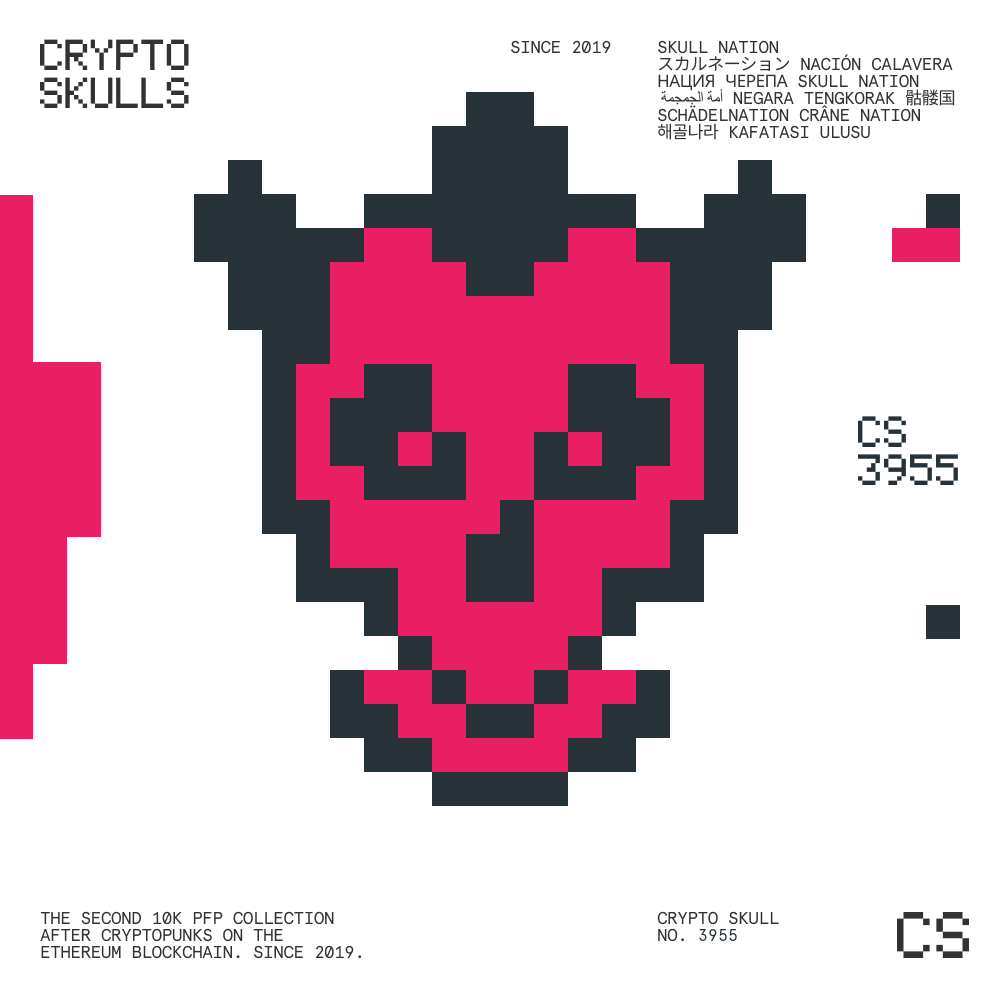 CRYPTO
SKULLS
SINCE 2019
SKULL NATION
スカルネーション NACIÓN CALAVERA
НАЦИЯ ЧЕРЕПА SKULL NATION
أمة الجمجمة NEGARA TENGKORAK 骷髅国
SCHÄDELNATION CRÂNE NATION
해골나라 KAFATASI ULUSU
CS
3955
THE SECOND 10K PFP COLLECTION
AFTER CRYPTOPUNKS ON THE
ETHEREUM BLOCKCHAIN. SINCE 2019.
CRYPTO SKULL
NO. 3955
CS